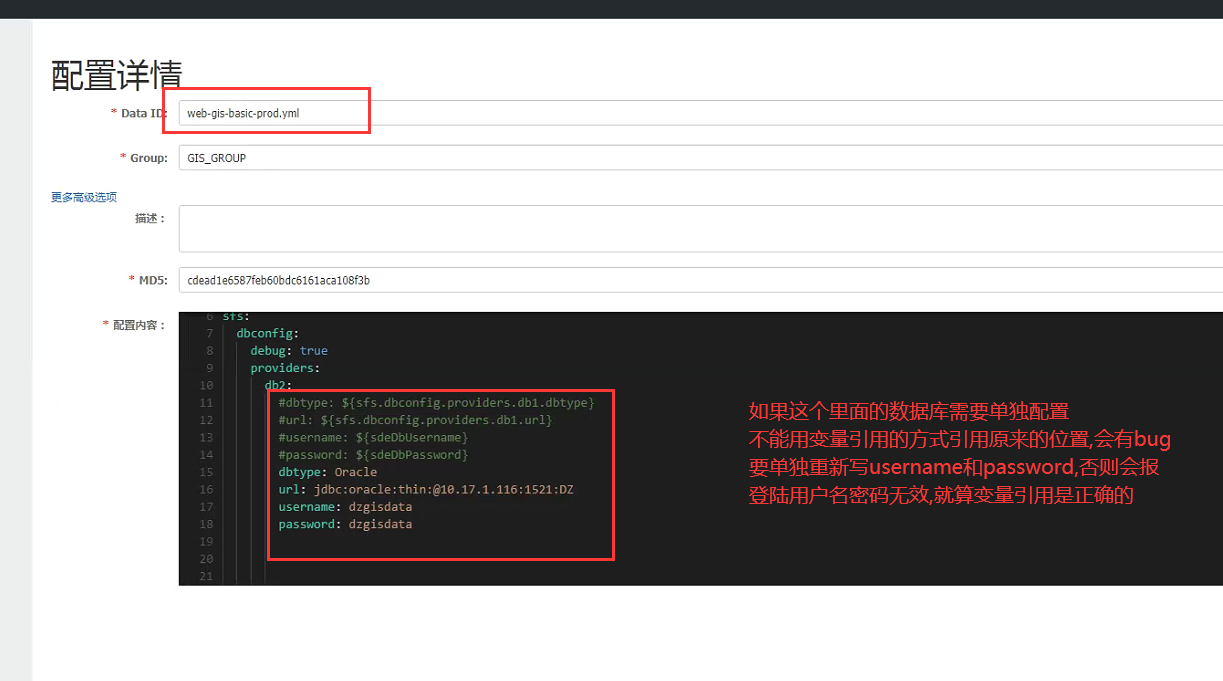 配置详情
* Data ID: web-gis-basic-prod.yml
* Group: GIS_GROUP
更多高级选项
描述：
* MD5: cdead1e6587feb60bdc6161aca108f3b
* 配置内容：
6 sfs:
7 dbconfig:
8 debug: true
9 providers:
10 db2:
11 #dbtype: ${sfs.dbconfig.providers.db1.dbtype}
12 #url: ${sfs.dbconfig.providers.db1.url}
13 #username: ${sdeDbUsername}
14 #password: ${sdeDbPassword}
15 dbtype: Oracle
16 url: jdbc:oracle:thin:@10.17.1.116:1521:DZ
17 username: dzgisdata
18 password: dzgisdata
19
20
21
如果这个里面的数据库需要单独配置
不能用变量引用的方式引用原来的位置,会有bug
要单独重新写username和password,否则会报
登陆用户名密码无效,就算变量引用是正确的